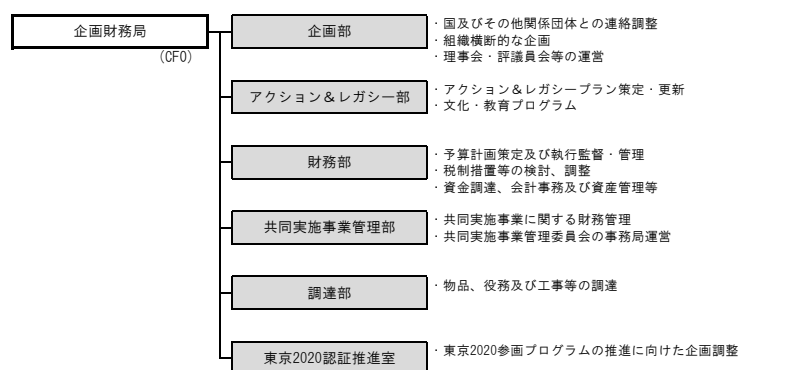 企画財務局
(CFO)
企画部
・国及びその他関係団体との連絡調整
・組織横断的な企画
・理事会・評議員会等の運営
アクション＆レガシー部
・アクション＆レガシープラン策定・更新
・文化・教育プログラム
財務部
・予算計画策定及び執行監督・管理
・税制措置等の検討、調整
・資金調達、会計事務及び資産管理等
共同実施事業管理部
・共同実施事業に関する財務管理
・共同実施事業管理委員会の事務局運営
調達部
・物品、役務及び工事等の調達
東京2020認証推進室
・東京2020参画プログラムの推進に向けた企画調整